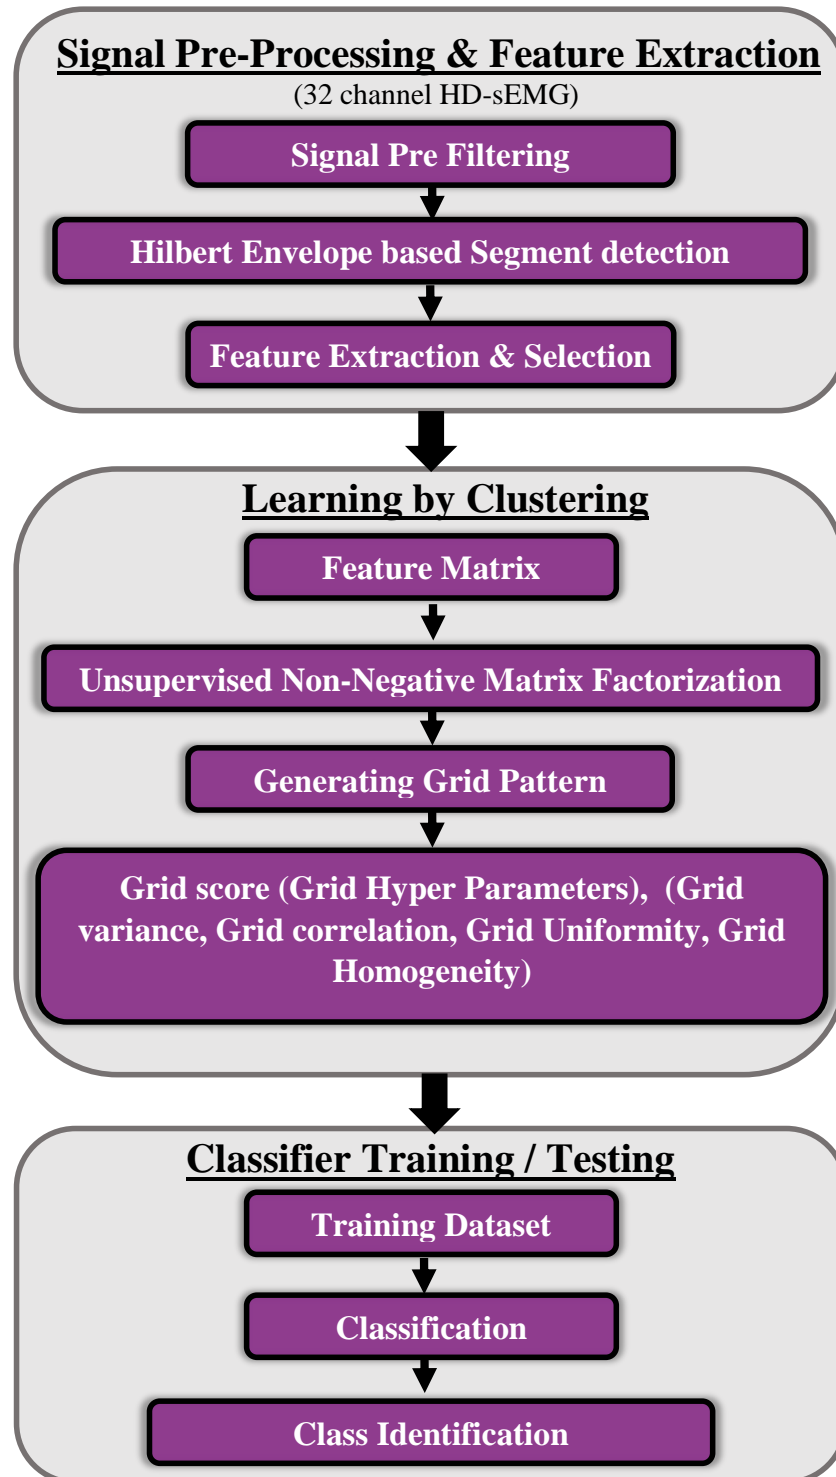 Signal Pre-Processing & Feature Extraction
(32 channel HD-sEMG)
Signal Pre Filtering
Hilbert Envelope based Segment detection
Feature Extraction & Selection
Learning by Clustering
Feature Matrix
Unsupervised Non-Negative Matrix Factorization
Generating Grid Pattern
Grid score (Grid Hyper Parameters), (Grid
variance, Grid correlation, Grid Uniformity, Grid
Homogeneity)
Classifier Training / Testing
Training Dataset
Classification
Class Identification